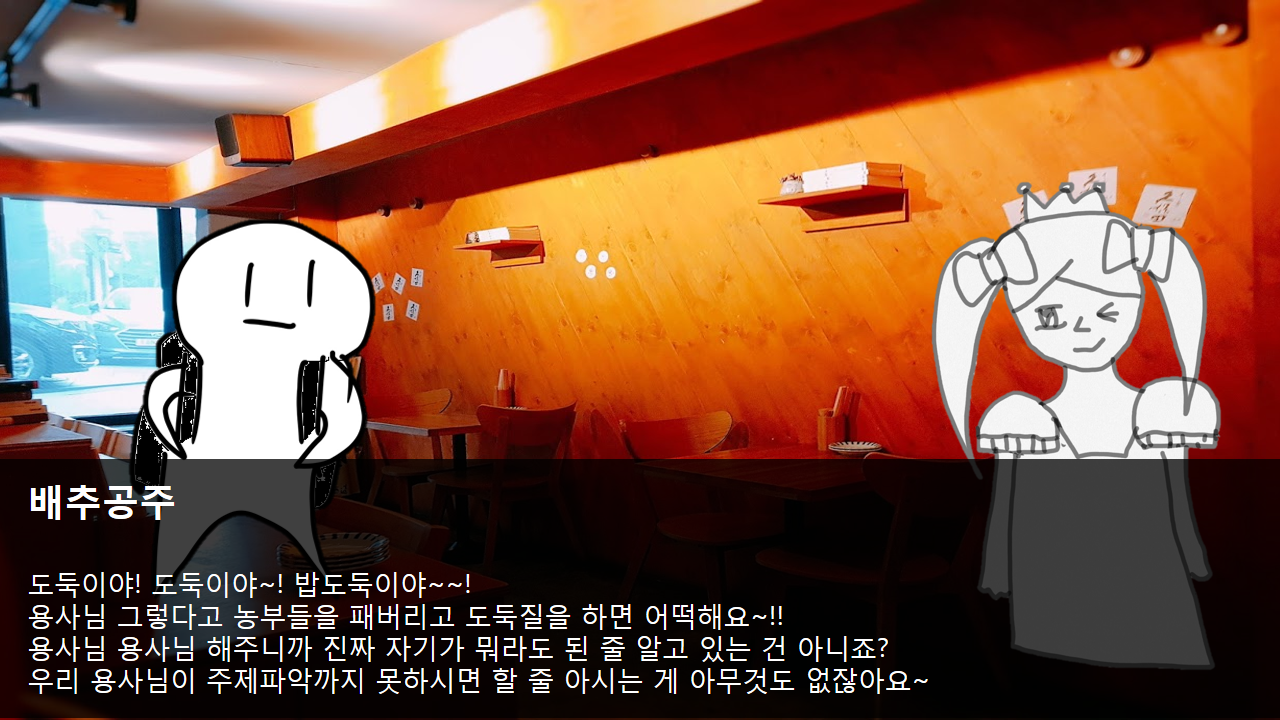 배추공주
도둑이야! 도둑이야~! 밥도둑이야~~!
용사님 그렇다고 농부들을 패버리고 도둑질을 하면 어떡해요~!!
용사님 용사님 해주니까 진짜 자기가 뭐라도 된 줄 알고 있는 건 아니죠?
우리 용사님이 주제파악까지 못하시면 할 줄 아시는 게 아무것도 없잖아요~